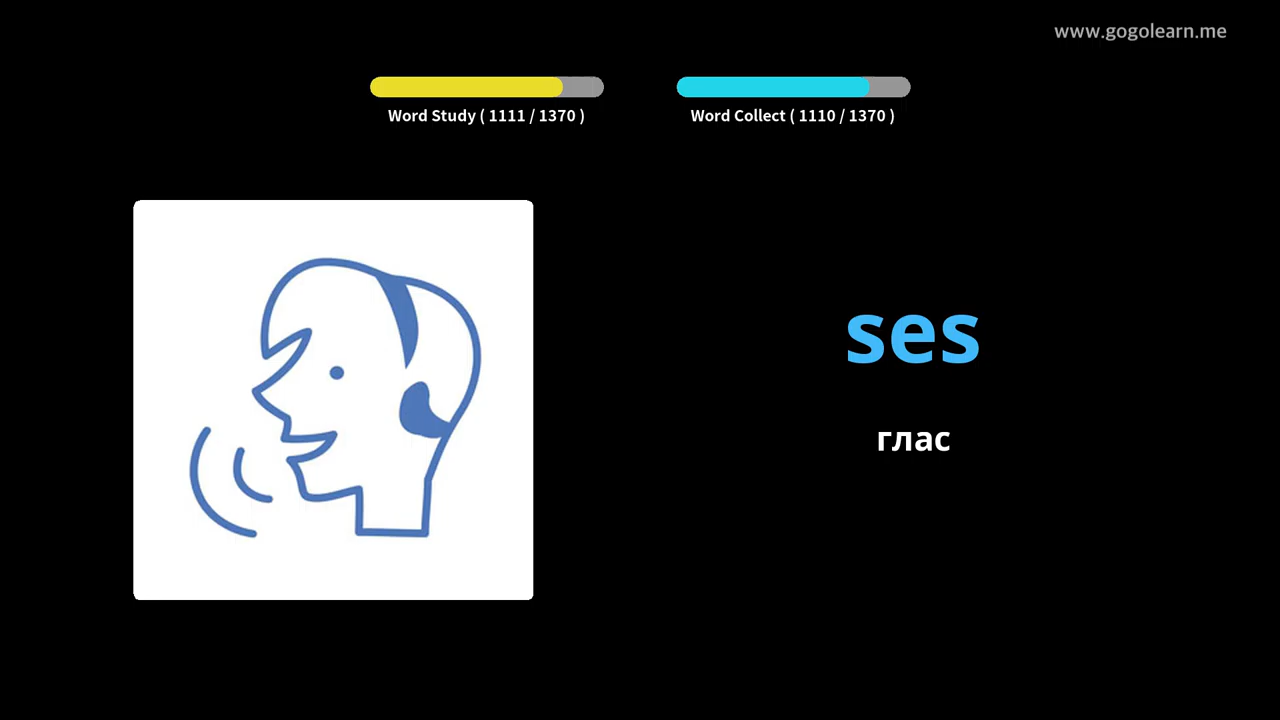 www.gogolearn.me
Word Study ( 1111 / 1370 )
Word Collect ( 1110 / 1370 )
ses
глас